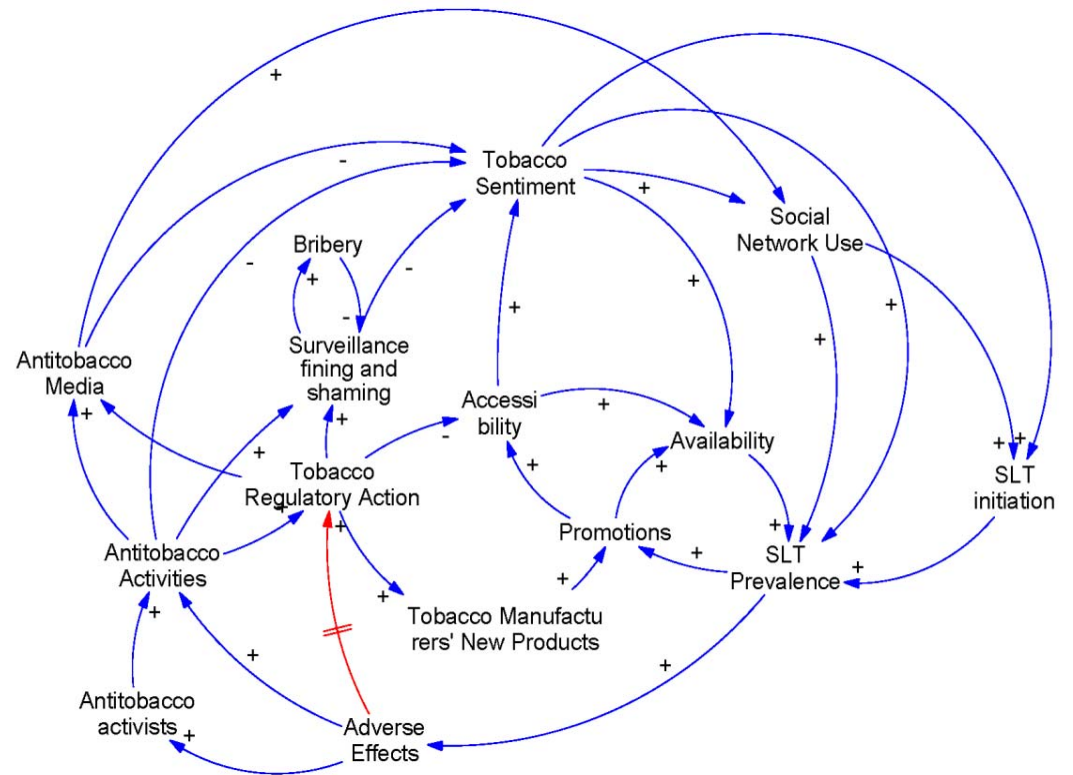 +
Tobacco
Sentiment
-
+
Social
Network Use
Bribery
-
-
+
+
+
+
-
+
+
Surveillance
fining and
shaming
Antitobacco
Media
Accessi
bility
+
+
+
-
Availability
+
+
+
+
+
Tobacco
Regulatory Action
SLT
initiation
+
+
Promotions
+
+
Antitobacco
Activities
SLT
Prevalence
+
+
+
+
+
Tobacco Manufactu
rers' New Products
+
+
Antitobacco
activists
+
Adverse
Effects